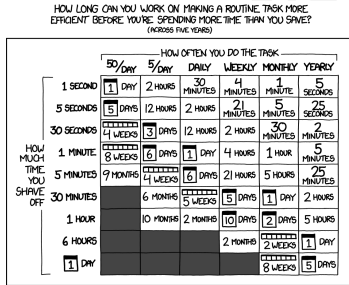 HOW LONG CAN YOU WORK ON MAKING A ROUTINE TASK MORE
EFFICIENT BEFORE YOU'RE SPENDING MORE TIME THAN YOU SAVE?
(ACROSS FIVE YEARS)
HOW OFTEN YOU DO THE TASK
50/DAY 5/DAY DAILY WEEKLY MONTHLY YEARLY
HOW MUCH TIME YOU SHAVE OFF
1 SECOND 1 DAY 2 HOURS 30 MINUTES 4 MINUTES 1 MINUTE 5 SECONDS
5 SECONDS 5 DAYS 12 HOURS 2 HOURS 21 MINUTES 5 MINUTES 25 SECONDS
30 SECONDS 4 WEEKS 3 DAYS 12 HOURS 2 HOURS 30 MINUTES 2 MINUTES
1 MINUTE 8 WEEKS 6 DAYS 1 DAY 4 HOURS 1 HOUR 5 MINUTES
5 MINUTES 9 MONTHS 4 WEEKS 6 DAYS 21 HOURS 5 HOURS 25 MINUTES
30 MINUTES 6 MONTHS 5 WEEKS 5 DAYS 1 DAY 2 HOURS
1 HOUR 10 MONTHS 2 MONTHS 10 DAYS 2 DAYS 5 HOURS
6 HOURS 2 MONTHS 2 WEEKS 1 DAY
1 DAY 8 WEEKS 5 DAYS